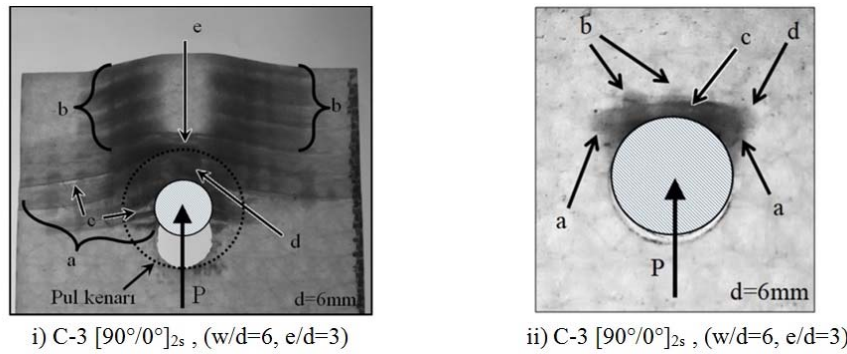 e
b
b
c
a
d
Pul kenarı
P
d=6mm
b
c
d
a
a
P
d=6mm
i) C-3 [90°/0°]2s , (w/d=6, e/d=3)
ii) C-3 [90°/0°]2s , (w/d=6, e/d=3)